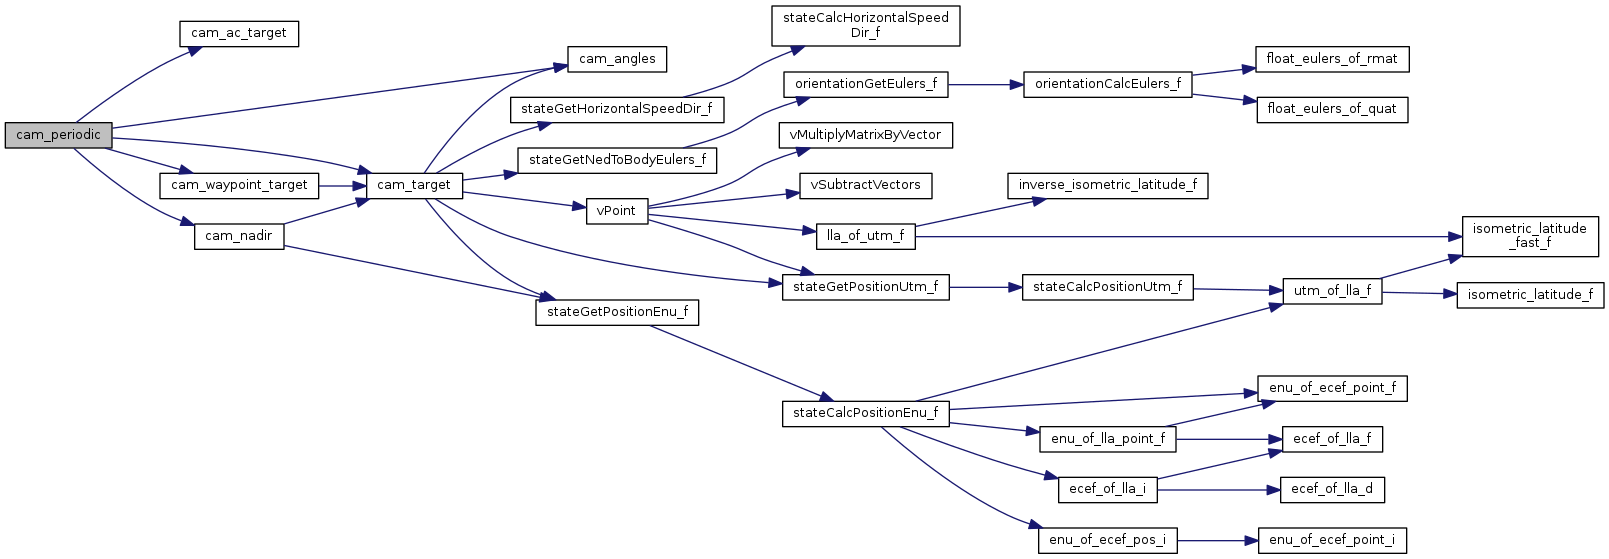 cam_periodic
cam_ac_target
cam_waypoint_target
cam_nadir
cam_target
cam_angles
stateGetHorizontalSpeedDir_f
stateGetNedToBodyEulers_f
vPoint
stateGetPositionEnu_f
stateCalcHorizontalSpeed
Dir_f
orientationGetEulers_f
vMultiplyMatrixByVector
vSubtractVectors
lla_of_utm_f
stateGetPositionUtm_f
stateCalcPositionEnu_f
orientationCalcEulers_f
inverse_isometric_latitude_f
stateCalcPositionUtm_f
enu_of_lla_point_f
ecef_of_lla_i
enu_of_ecef_pos_i
float_eulers_of_rmat
float_eulers_of_quat
utm_of_lla_f
enu_of_ecef_point_f
ecef_of_lla_f
ecef_of_lla_d
enu_of_ecef_point_i
isometric_latitude
_fast_f
isometric_latitude_f